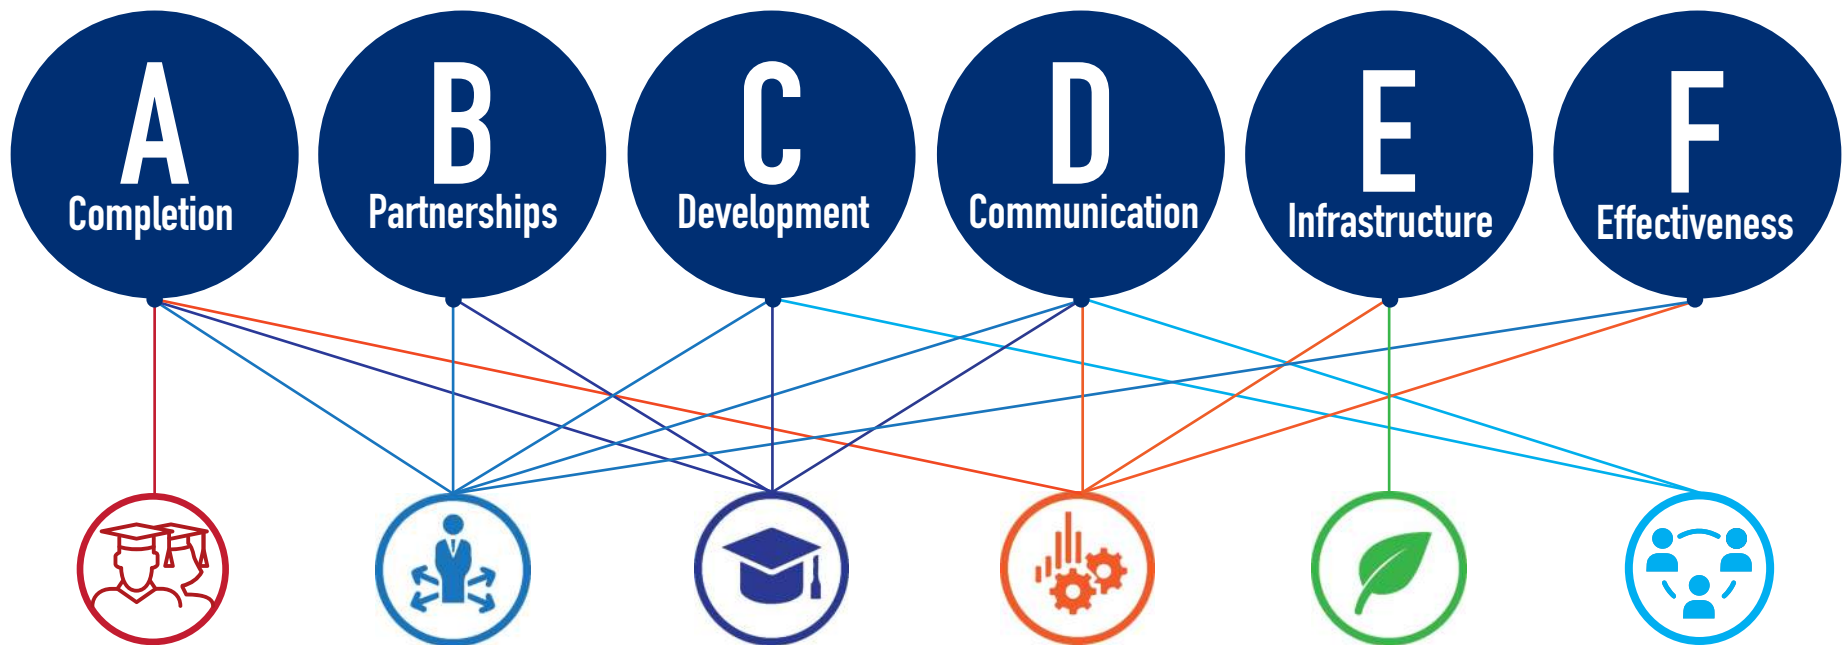 A
Completion
B
Partnerships
C
Development
D
Communication
E
Infrastructure
F
Effectiveness